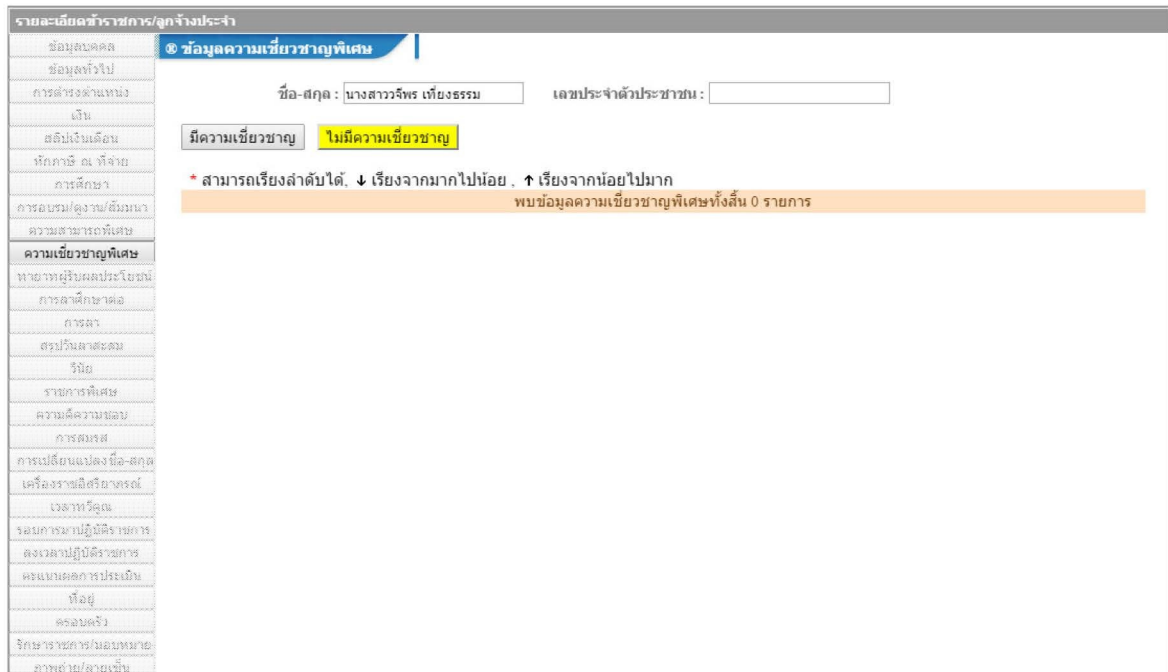 รายละเอียดข้าราชการ/ลูกจ้างประจำ
ข้อมูลบุคคล
ข้อมูลทั่วไป
การดำรงตำแหน่ง
เงิน
สลิปเงินเดือน
หักภาษี ณ ที่จ่าย
การศึกษา
การอบรม/ดูงาน/สัมมนา
ความสามารถพิเศษ
ความเชี่ยวชาญพิเศษ
ทายาทผู้รับผลประโยชน์
การลาศึกษาต่อ
การลา
สรุปวันลาสะสม
วินัย
ราชการพิเศษ
ความดีความชอบ
การสมรส
การเปลี่ยนแปลงชื่อ-สกุล
เครื่องราชอิสริยาภรณ์
เวลาทวีคูณ
รอบการมาปฏิบัติราชการ
ลงเวลาปฏิบัติราชการ
คะแนนผลการประเมิน
ที่อยู่
ครอบครัว
รักษาราชการ/มอบหมาย
ภาพถ่าย/ลายเซ็น
® ข้อมูลความเชี่ยวชาญพิเศษ
ชื่อ-สกุล : นางสาววจีพร เที่ยงธรรม เลขประจำตัวประชาชน :
มีความเชี่ยวชาญ ไม่มีความเชี่ยวชาญ
* สามารถเรียงลำดับได้, ↓ เรียงจากมากไปน้อย , ↑ เรียงจากน้อยไปมาก
พบข้อมูลความเชี่ยวชาญพิเศษทั้งสิ้น 0 รายการ